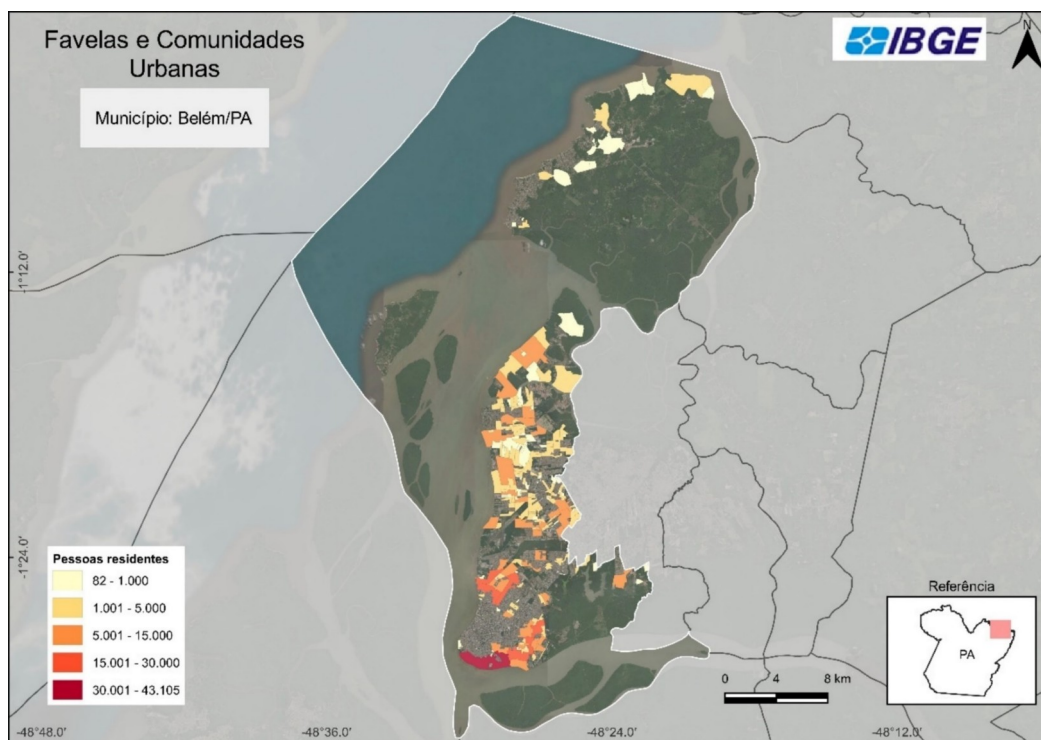 Favelas e Comunidades
Urbanas
Município: Belém/PA
IBGE
N
-1°12.0'
-1°24.0'
Pessoas residentes
82 - 1.000
1.001 - 5.000
5.001 - 15.000
15.001 - 30.000
30.001 - 43.105
Referência
PA
0 4 8 km
-48°48.0' -48°36.0' -48°24.0' -48°12.0'